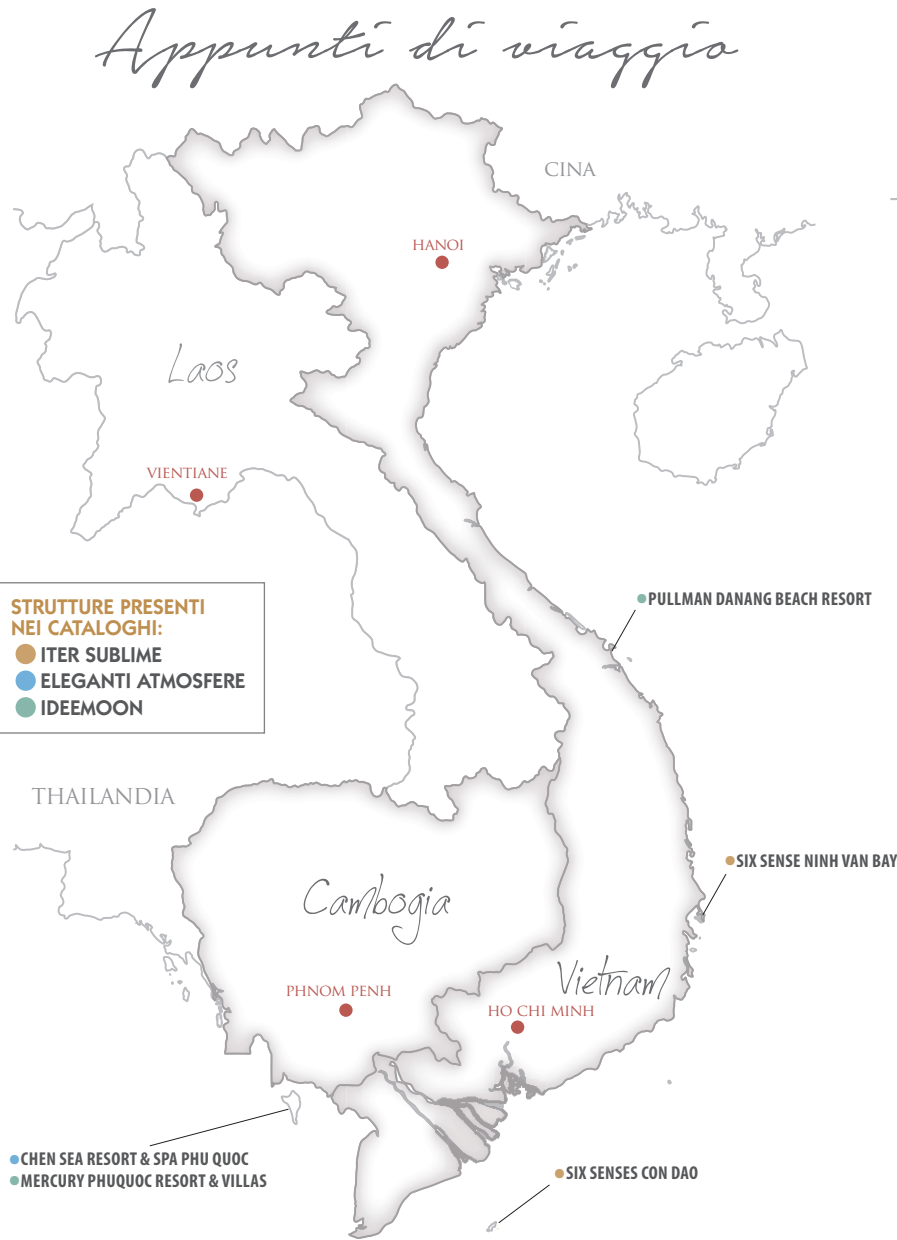 Appunti di viaggio
CINA
HANOI
Laos
VIENTIANE
STRUTTURE PRESENTI
NEI CATALOGHI:
ITER SUBLIME
ELEGANTI ATMOSFERE
IDEEMOON
PULLMAN DANANG BEACH RESORT
THAILANDIA
SIX SENSE NINH VAN BAY
Cambogia
Vietnam
PHNOM PENH
HO CHI MINH
CHEN SEA RESORT & SPA PHU QUOC
MERCURY PHUQUOC RESORT & VILLAS
SIX SENSES CON DAO